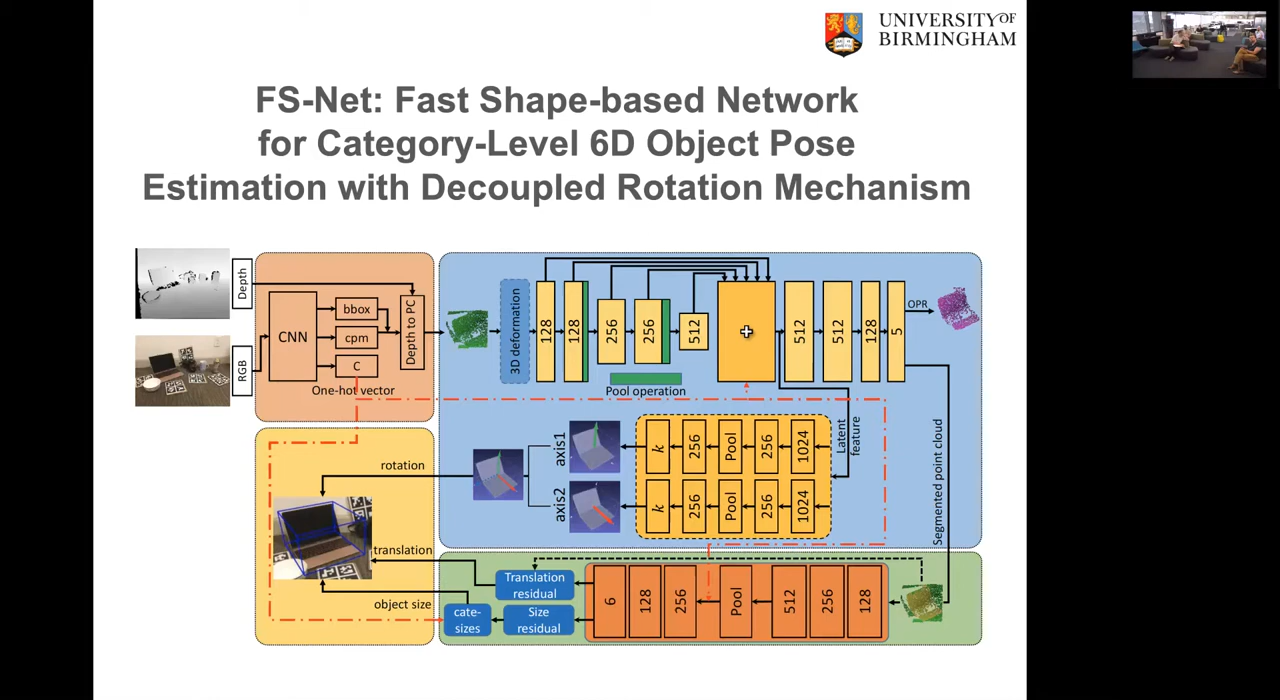 UNIVERSITY OF
BIRMINGHAM
FS-Net: Fast Shape-based Network
for Category-Level 6D Object Pose
Estimation with Decoupled Rotation Mechanism
Depth
RGB
CNN
bbox
cpm
C
One-hot vector
Depth to PC
3D deformation
128
128
256
256
512
+
512
512
128
5
OPR
Pool operation
Latent
feature
Segmented point cloud
axis1
k
256
Pool
256
1024
axis2
k
256
Pool
256
1024
rotation
translation
object size
Translation
residual
cate-
sizes
Size
residual
6
128
256
Pool
512
256
128